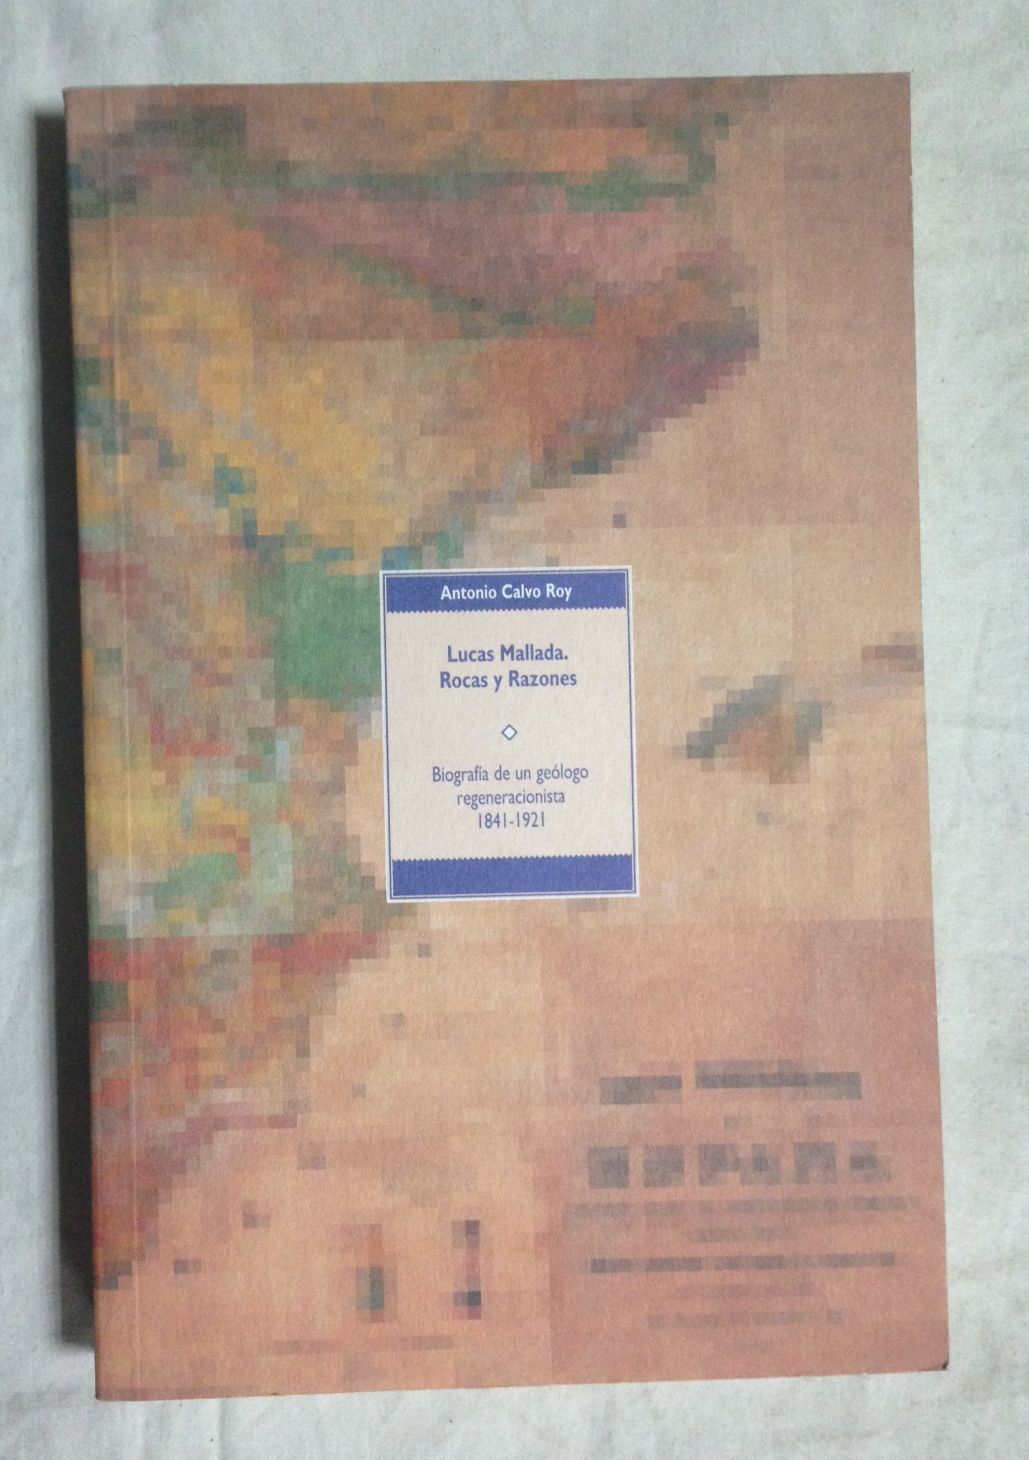 Antonio Calvo Roy
Lucas Mallada.
Rocas y Razones
Biografía de un geólogo
regeneracionista
1841-1921